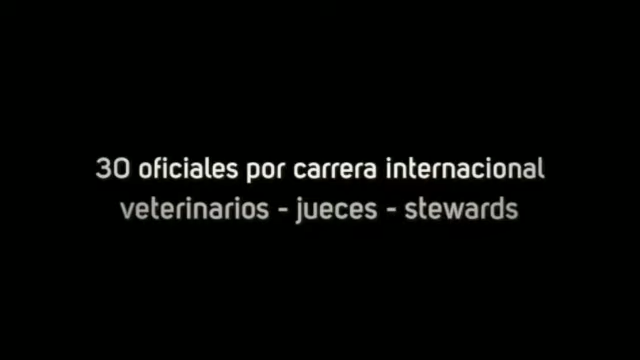 30 oficiales por carrera internacional
veterinarios - jueces - stewards